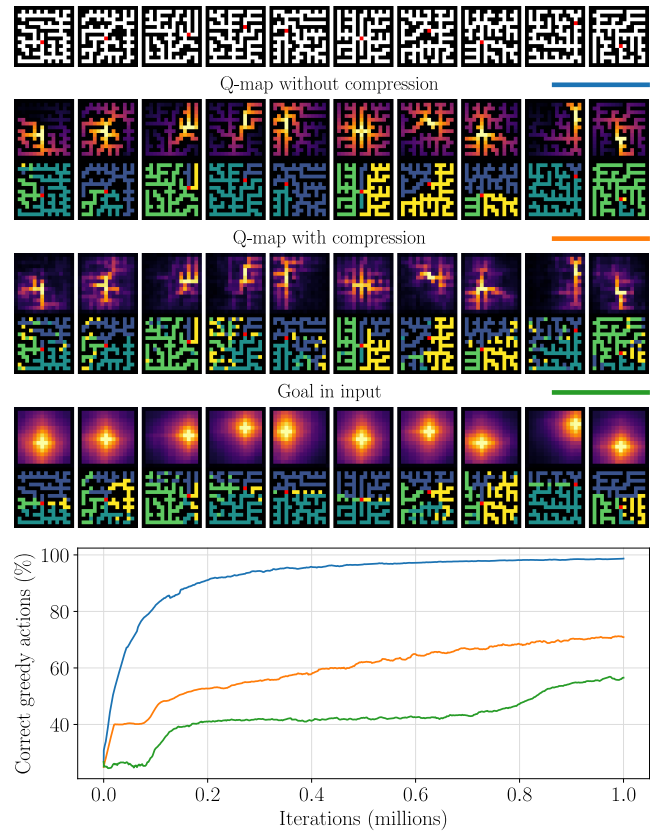 Q-map without compression
Q-map with compression
Goal in input
100
80
60
40
Correct greedy actions (%)
0.0 0.2 0.4 0.6 0.8 1.0
Iterations (millions)